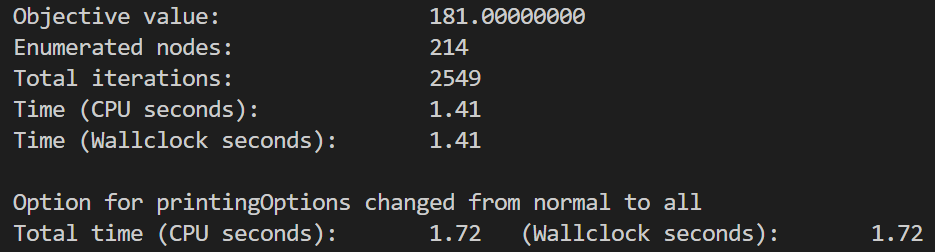 Objective value:                181.00000000
Enumerated nodes:               214
Total iterations:               2549
Time (CPU seconds):             1.41
Time (Wallclock seconds):       1.41

Option for printingOptions changed from normal to all
Total time (CPU seconds):       1.72   (Wallclock seconds):       1.72